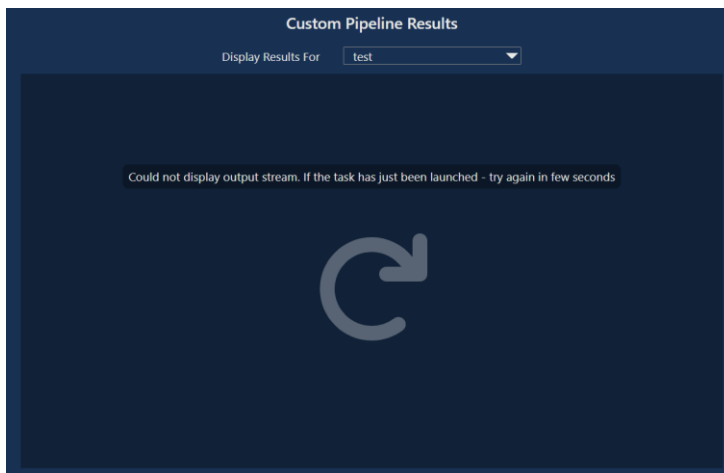 Custom Pipeline Results
Display Results For test
Could not display output stream. If the task has just been launched - try again in few seconds